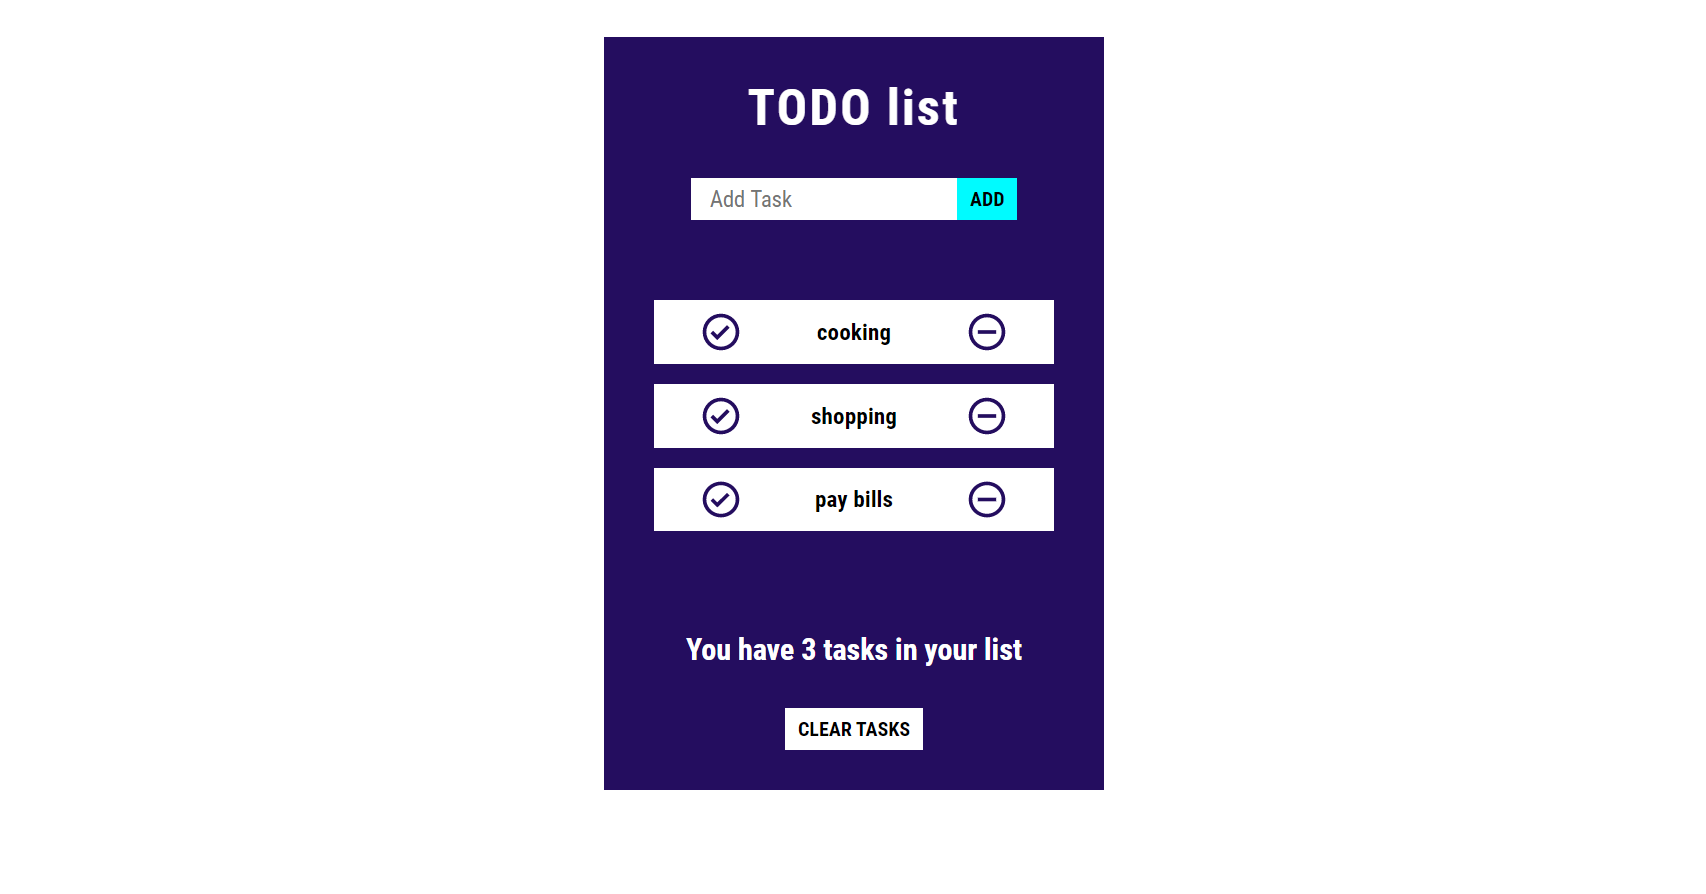 TODO list
Add Task
ADD
cooking
shopping
pay bills
You have 3 tasks in your list
CLEAR TASKS